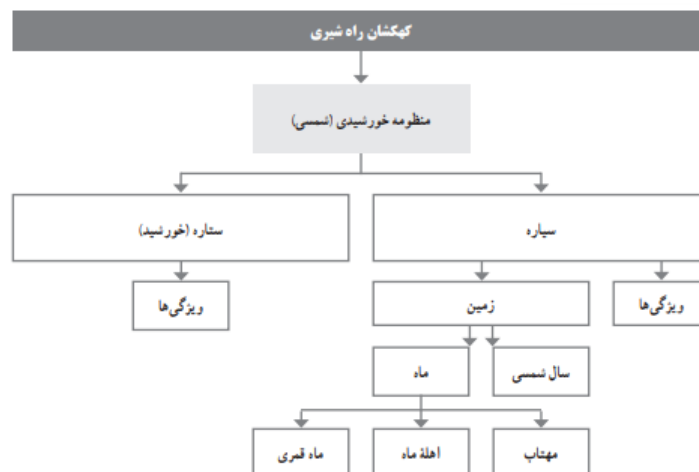 کهکشان راه شیری
منظومه خورشیدی (شمسی)
سیاره
ستاره (خورشید)
ویژگی‌ها
زمین
ویژگی‌ها
سال شمسی
ماه
مهتاب
اهلهٔ ماه
ماه قمری